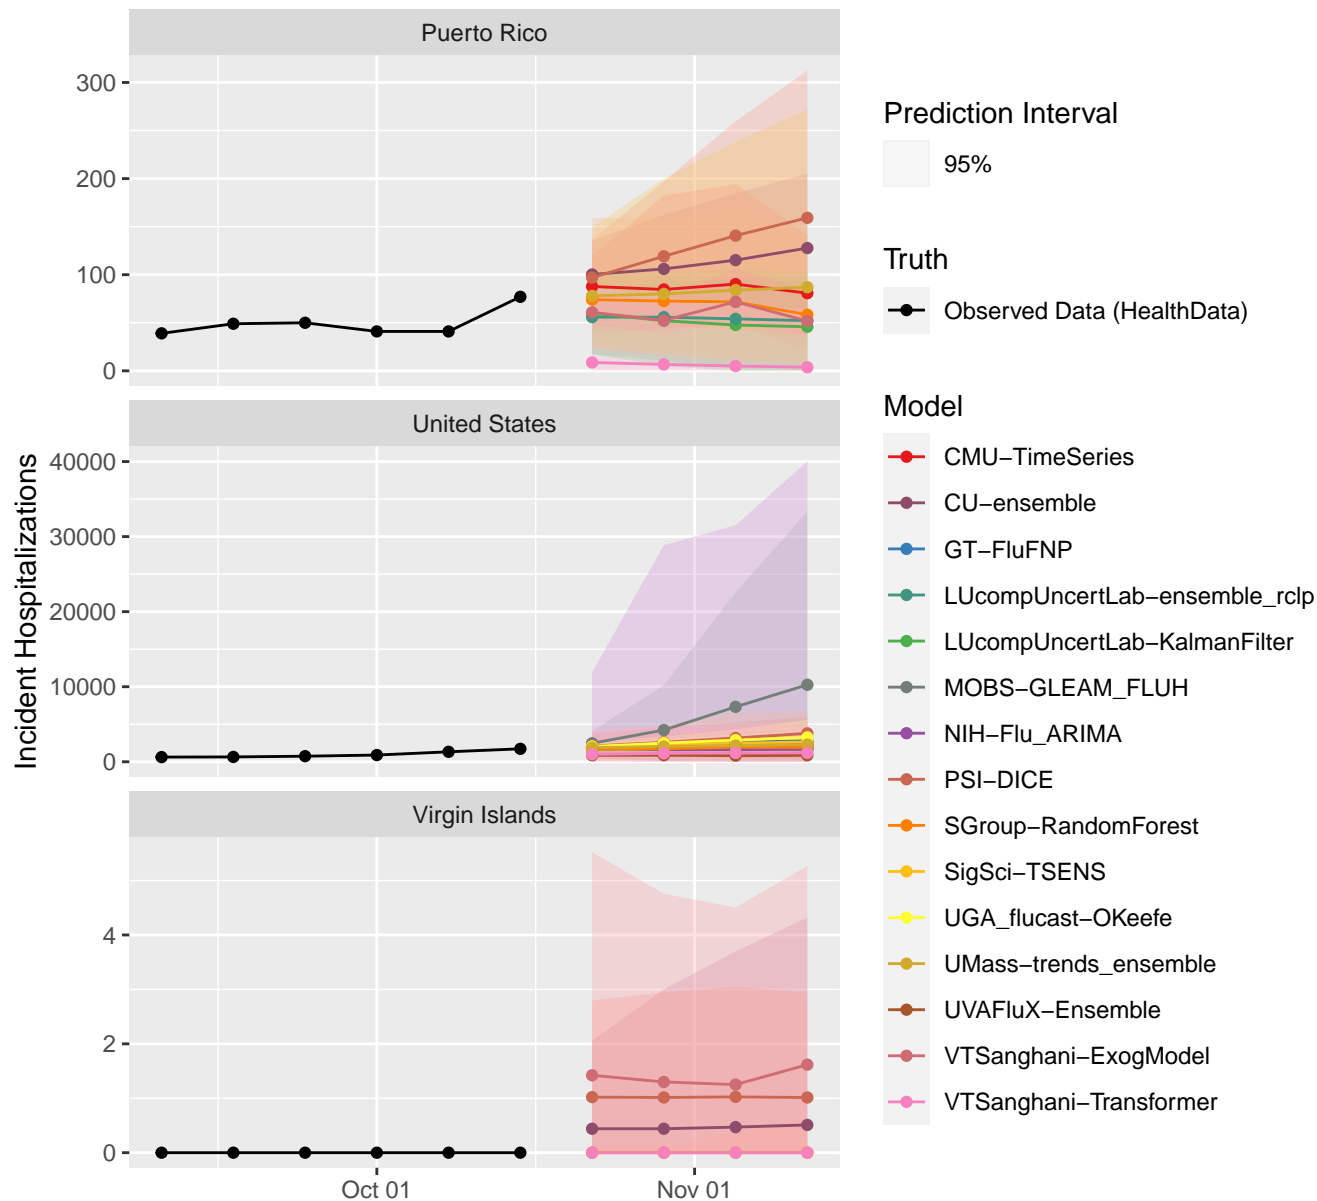 Puerto Rico
300
200
100
0
United States
40000
30000
20000
10000
0
Virgin Islands
4
2
0
Oct 01
Nov 01
Incident Hospitalizations
Prediction Interval
95%
Truth
Observed Data (HealthData)
Model
CMU−TimeSeries
CU−ensemble
GT−FluFNP
LUcompUncertLab−ensemble_rclp
LUcompUncertLab−KalmanFilter
MOBS−GLEAM_FLUH
NIH−Flu_ARIMA
PSI−DICE
SGroup−RandomForest
SigSci−TSENS
UGA_flucast−OKeefe
UMass−trends_ensemble
UVAFluX−Ensemble
VTSanghani−ExogModel
VTSanghani−Transformer